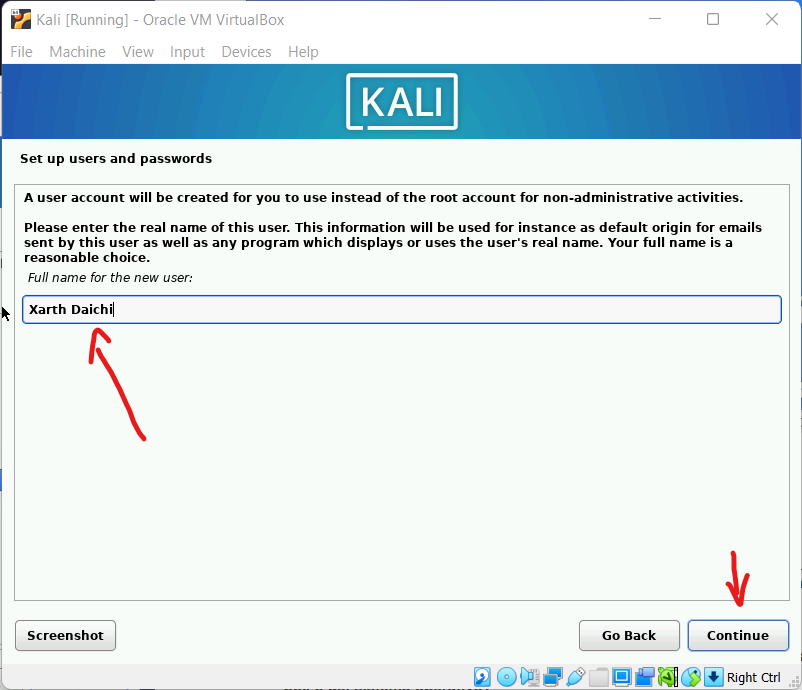 Kali [Running] - Oracle VM VirtualBox
File Machine View Input Devices Help
KALI
Set up users and passwords
A user account will be created for you to use instead of the root account for non-administrative activities.
Please enter the real name of this user. This information will be used for instance as default origin for emails
sent by this user as well as any program which displays or uses the user's real name. Your full name is a
reasonable choice.
Full name for the new user:
Xarth Daichi
Screenshot Go Back Continue
Right Ctrl